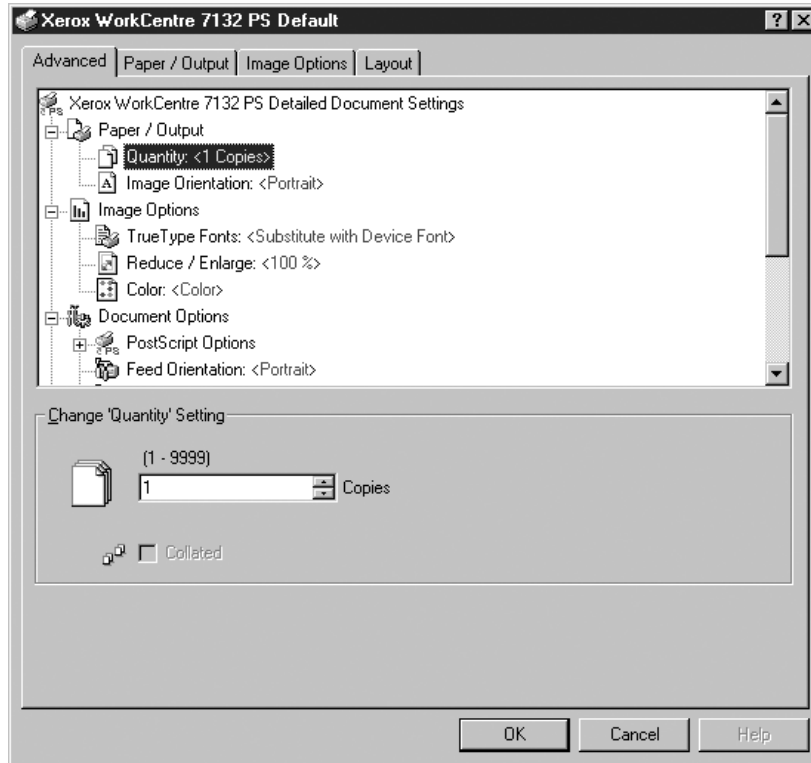 Xerox WorkCentre 7132 PS Default
Advanced
Paper / Output
Image Options
Layout
Xerox WorkCentre 7132 PS Detailed Document Settings
Paper / Output
Quantity: <1 Copies>
Image Orientation: <Portrait>
Image Options
TrueType Fonts: <Substitute with Device Font>
Reduce / Enlarge: <100 %>
Color: <Color>
Document Options
PostScript Options
Feed Orientation: <Portrait>
Change 'Quantity' Setting
(1 - 9999)
1
Copies
Collated
OK
Cancel
Help